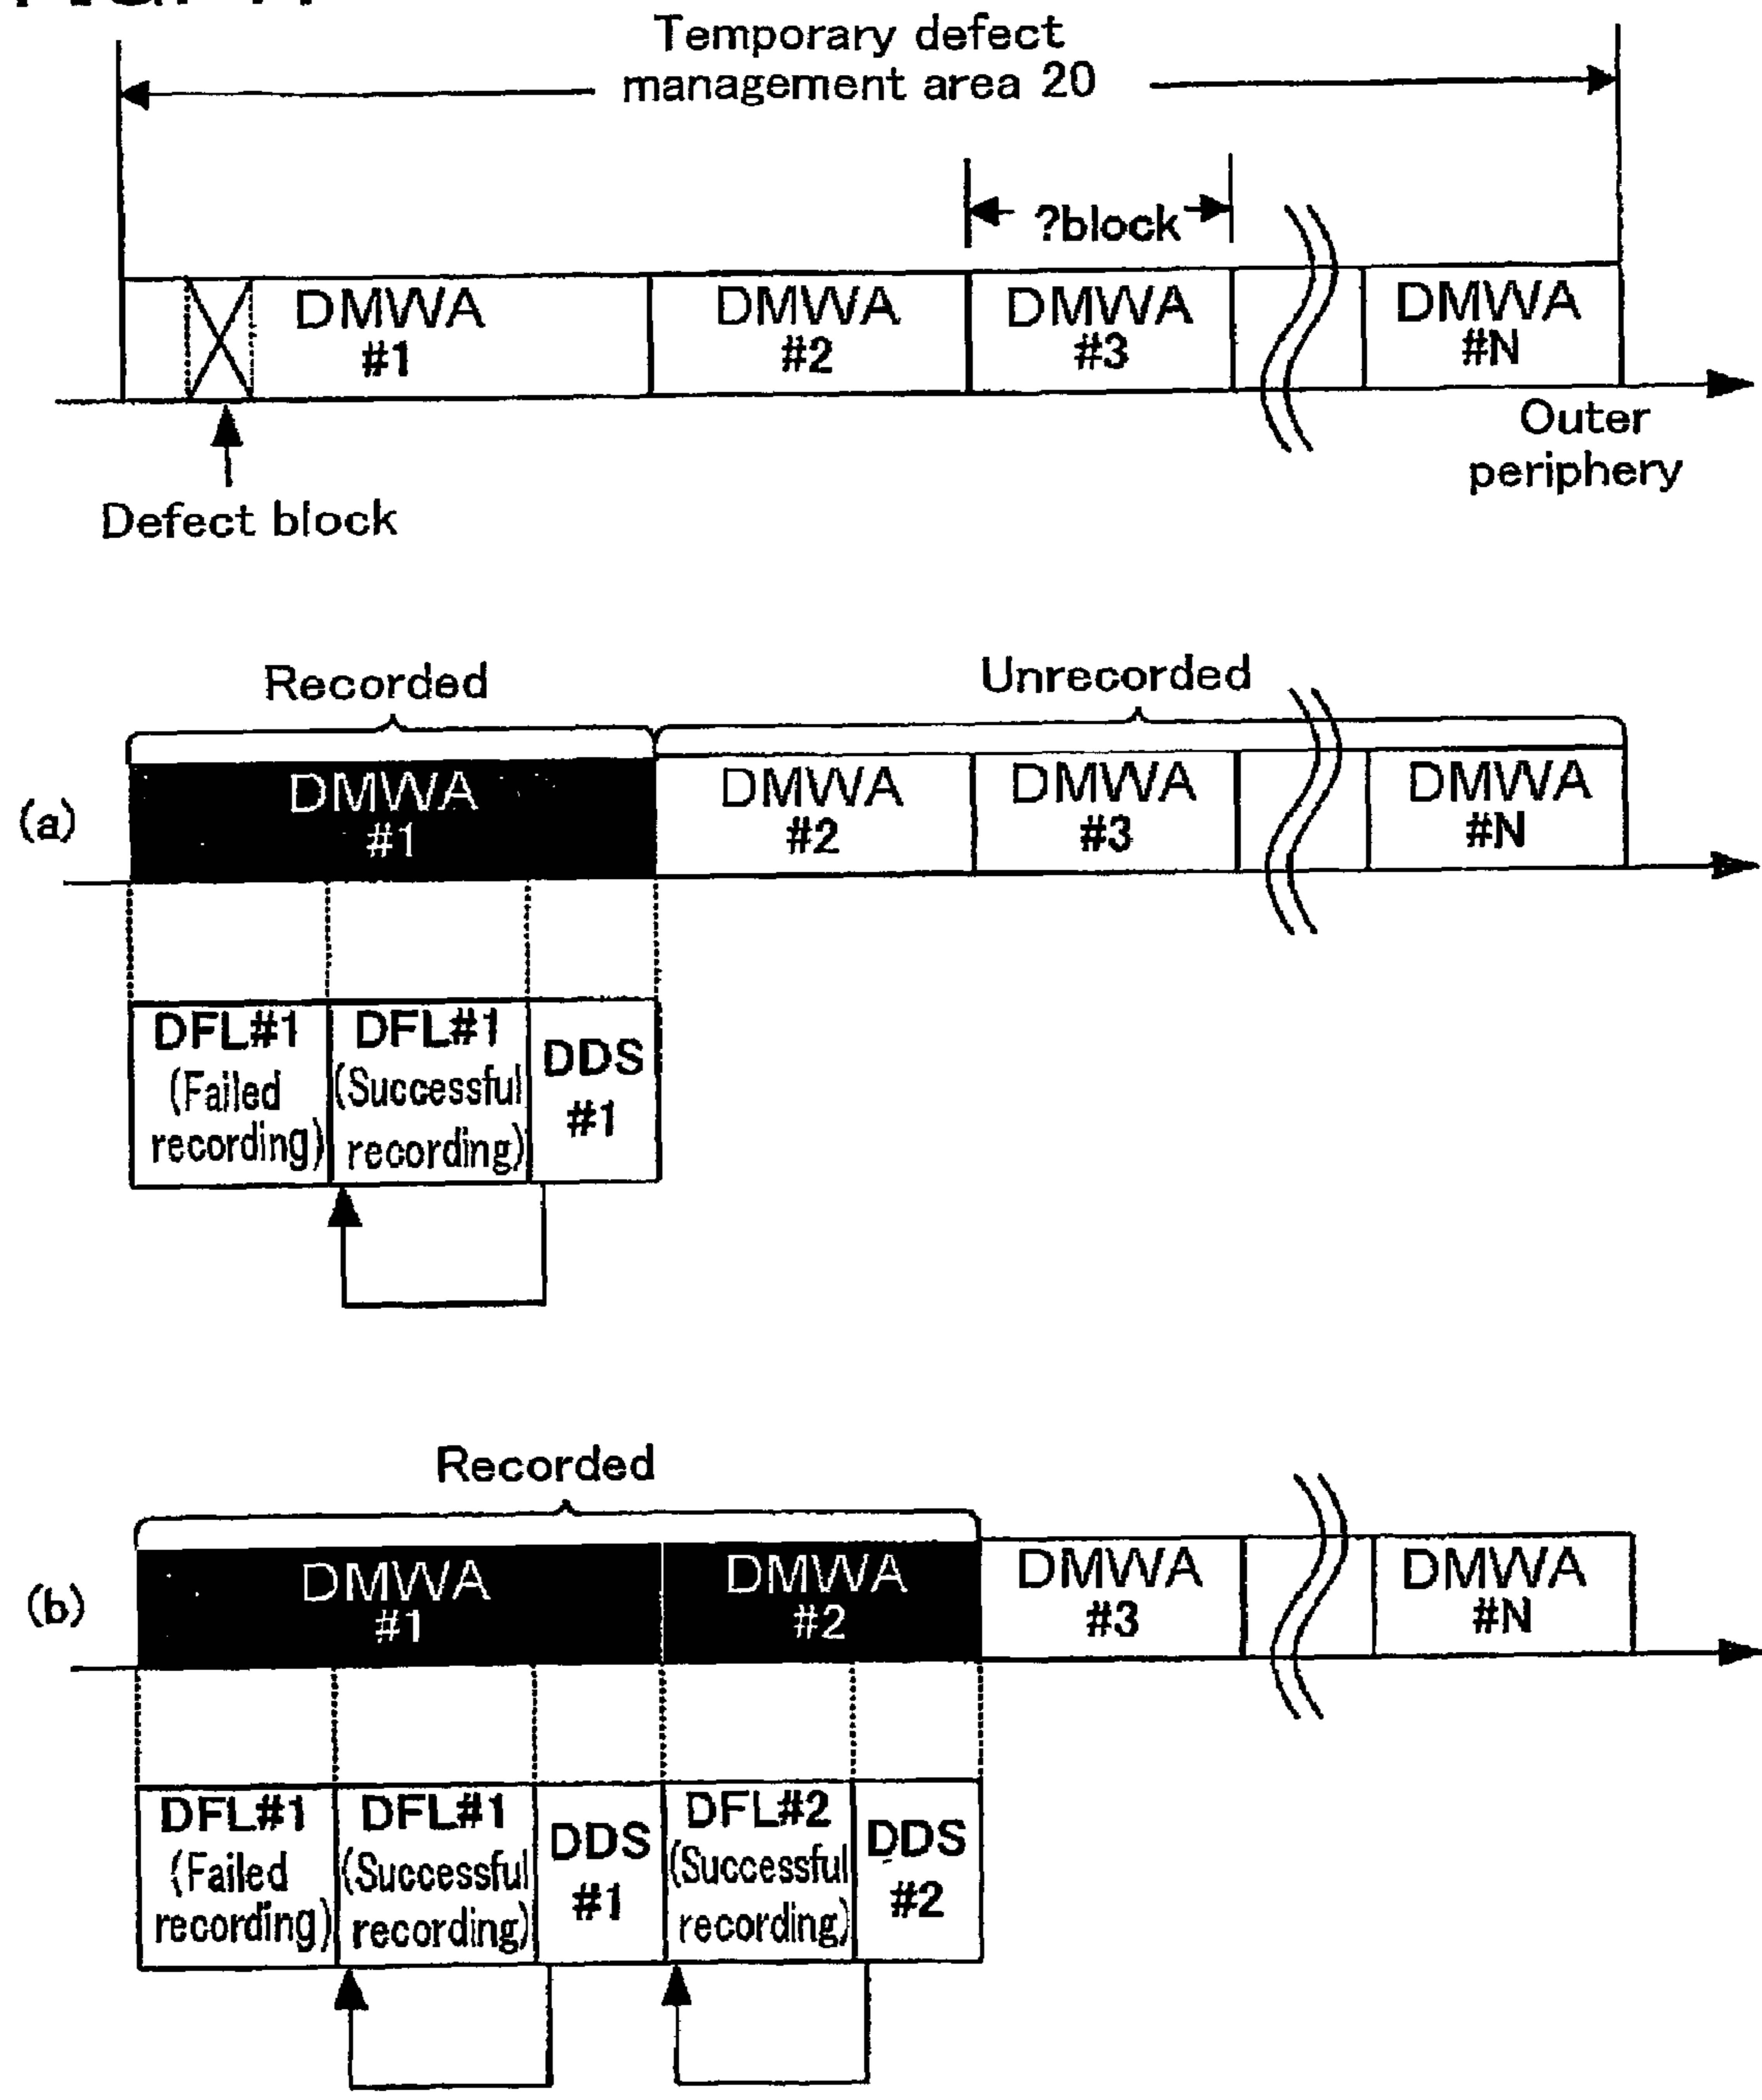 Temporary defect
management area 20
?block
DMWA
#1
DMWA
#2
DMWA
#3
DMWA
#N
Outer
periphery
Defect block
Recorded
Unrecorded
(a)
DMWA
#1
DMWA
#2
DMWA
#3
DMWA
#N
DFL#1
(Failed
recording)
DFL#1
(Successful
recording)
DDS
#1
Recorded
(b)
DMWA
#1
DMWA
#2
DMWA
#3
DMWA
#N
DFL#1
(Failed
recording)
DFL#1
(Successful
recording)
DDS
#1
DFL#2
(Successful
recording)
DDS
#2